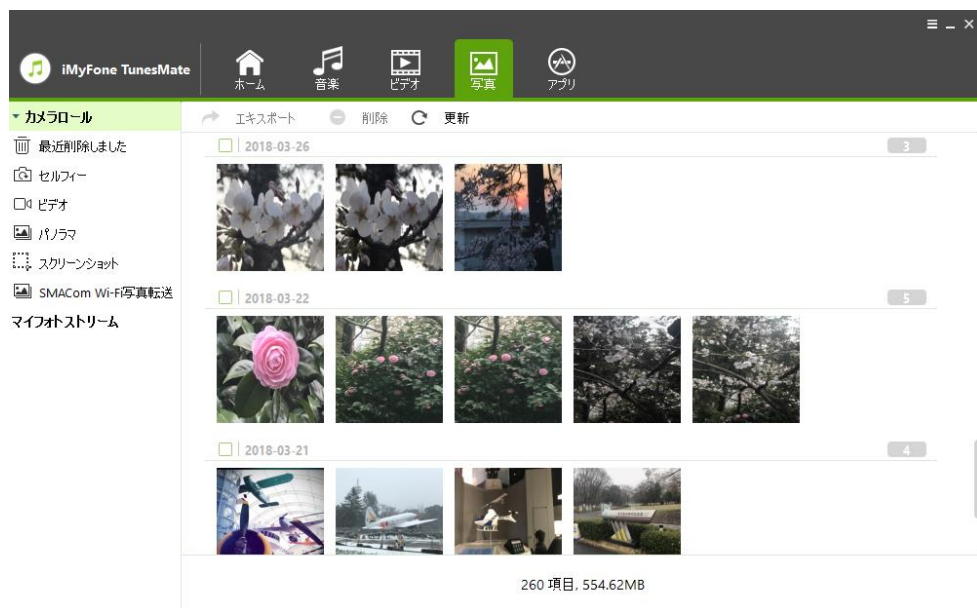 iMyFone TunesMate
ホーム
音楽
ビデオ
写真
アプリ
カメラロール
最近削除しました
セルフィー
ビデオ
パノラマ
スクリーンショット
SMACom Wi-Fi写真転送
マイフォトストリーム
エキスポート
削除
更新
2018-03-26
3
2018-03-22
5
2018-03-21
4
260 項目, 554.62MB